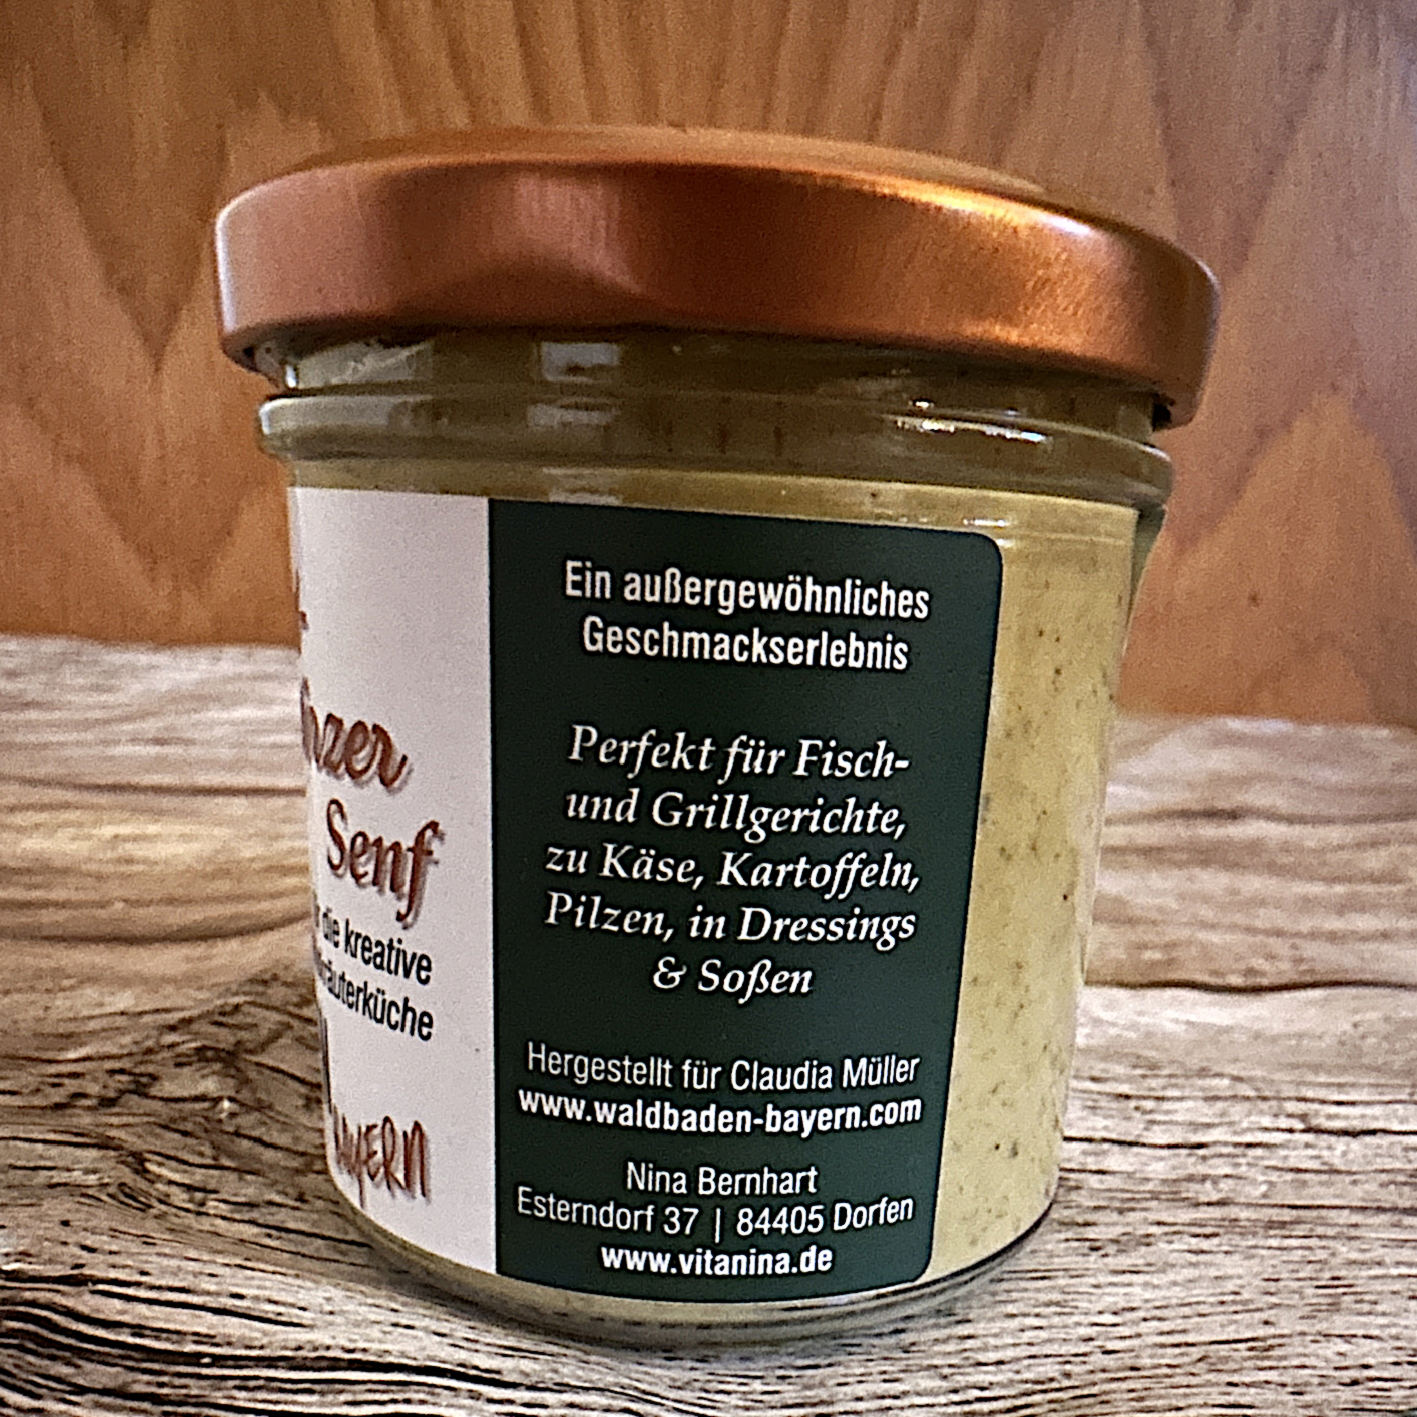 Senf
die kreative
Ein außergewöhnliches
Geschmackserlebnis
Perfekt für Fisch-
und Grillgerichte,
zu Käse, Kartoffeln,
Pilzen, in Dressings
& Soßen
Hergestellt für Claudia Müller
www.waldbaden-bayern.com
Nina Bernhart
Esterndorf 37 | 84405 Dorfen
www.vitanina.de